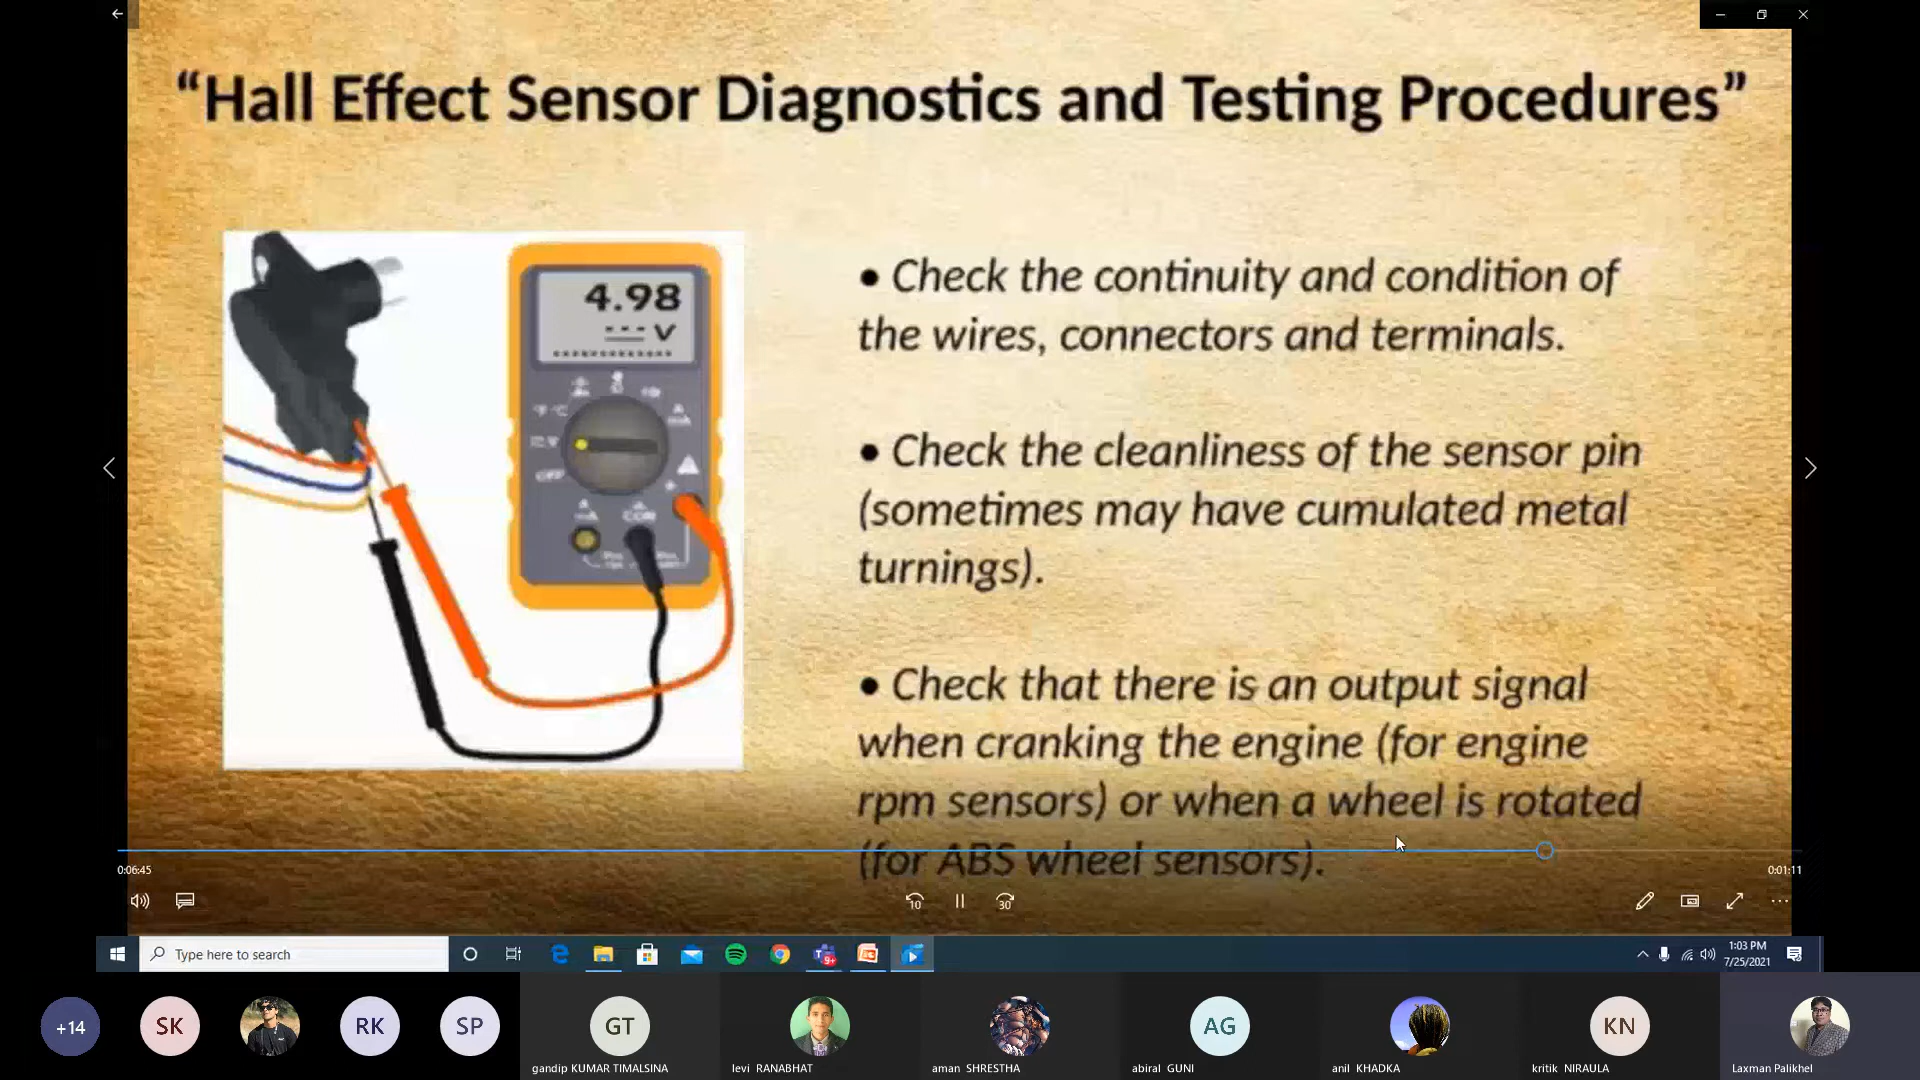 “Hall Effect Sensor Diagnostics and Testing Procedures”
4.98
V
OFF
COM
• Check the continuity and condition of
the wires, connectors and terminals.
• Check the cleanliness of the sensor pin
(sometimes may have cumulated metal
turnings).
• Check that there is an output signal
when cranking the engine (for engine
rpm sensors) or when a wheel is rotated
(for ABS wheel sensors).
0:06:45
0:01:11
10
30
Type here to search
9+
1:03 PM
7/25/2021
+14
SK
RK
SP
GT
AG
KN
gandip KUMAR TIMALSINA
levi RANABHAT
aman SHRESTHA
abiral GUNI
anil KHADKA
kritik NIRAULA
Laxman Palikhel